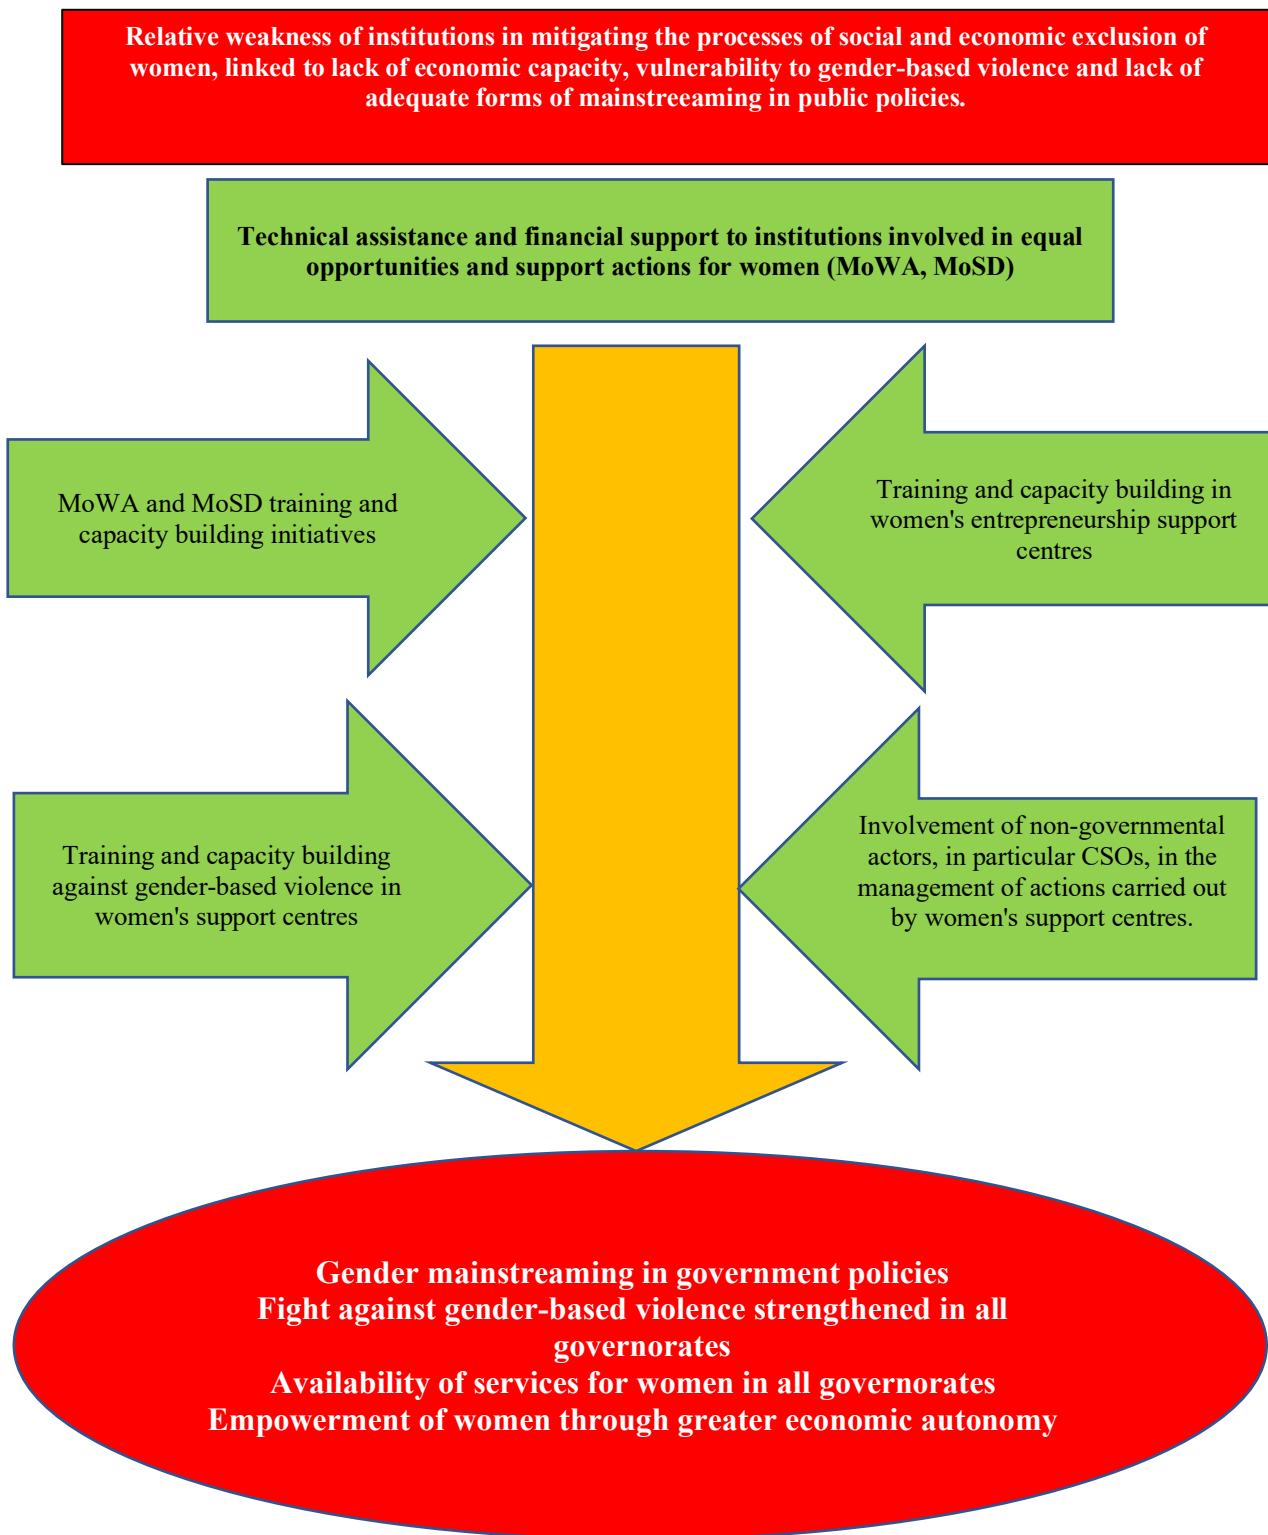 Relative weakness of institutions in mitigating the processes of social and economic exclusion of
women, linked to lack of economic capacity, vulnerability to gender-based violence and lack of
adequate forms of mainstreeaming in public policies.
Technical assistance and financial support to institutions involved in equal
opportunities and support actions for women (MoWA, MoSD)
MoWA and MoSD training and
capacity building initiatives
Training and capacity building in
women's entrepreneurship support
centres
Training and capacity building
against gender-based violence in
women's support centres
Involvement of non-governmental
actors, in particular CSOs, in the
management of actions carried out
by women's support centres.
Gender mainstreaming in government policies
Fight against gender-based violence strengthened in all
governorates
Availability of services for women in all governorates
Empowerment of women through greater economic autonomy